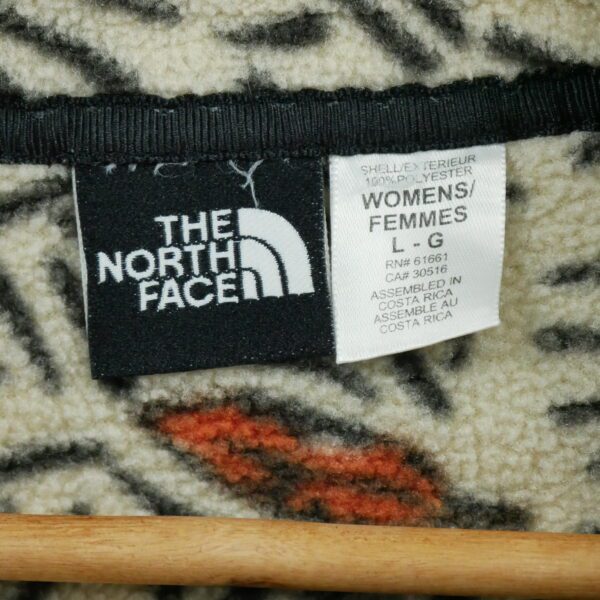 THE
NORTH
FACE
SHELL/EXTERIEUR
100% POLYESTER
WOMENS/
FEMMES
L - G
RN# 61661
CA# 30516
ASSEMBLED IN
COSTA RICA
ASSEMBLE AU
COSTA RICA